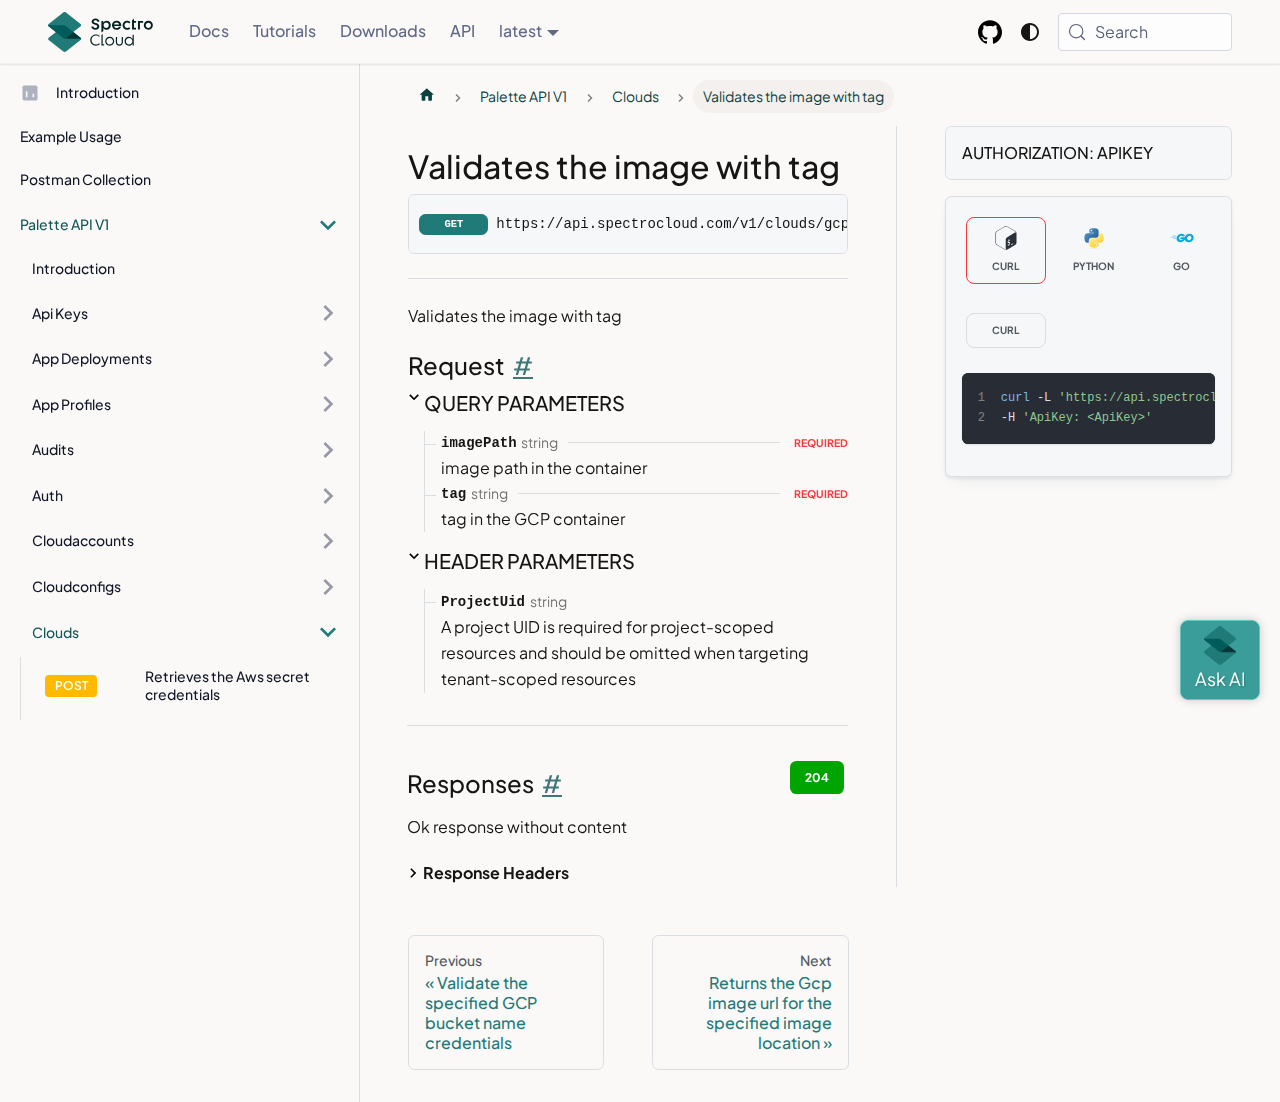 Spectro Cloud
Docs
Tutorials
Downloads
API
latest
Search
Introduction
Example Usage
Postman Collection
Palette API V1
Introduction
Api Keys
App Deployments
App Profiles
Audits
Auth
Cloudaccounts
Cloudconfigs
Clouds
POST
Retrieves the Aws secret
credentials
Palette API V1
Clouds
Validates the image with tag
Validates the image with tag
GET https://api.spectrocloud.com/v1/clouds/gcp
Validates the image with tag
Request #
QUERY PARAMETERS
imagePath string REQUIRED
image path in the container
tag string REQUIRED
tag in the GCP container
HEADER PARAMETERS
ProjectUid string
A project UID is required for project-scoped
resources and should be omitted when targeting
tenant-scoped resources
Responses #
204
Ok response without content
Response Headers
Previous
« Validate the
specified GCP
bucket name
credentials
Next
Returns the Gcp
image url for the
specified image
location »
AUTHORIZATION: APIKEY
CURL
PYTHON
GO
CURL
1 curl -L 'https://api.spectrocl
2 -H 'ApiKey: <ApiKey>'
Ask AI